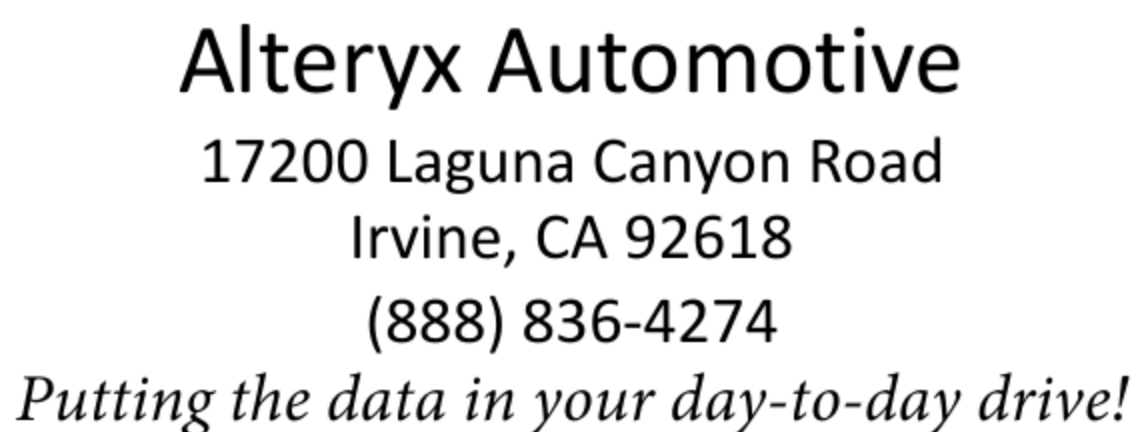 Alteryx Automotive
17200 Laguna Canyon Road
Irvine, CA 92618
(888) 836-4274
Putting the data in your day-to-day drive!